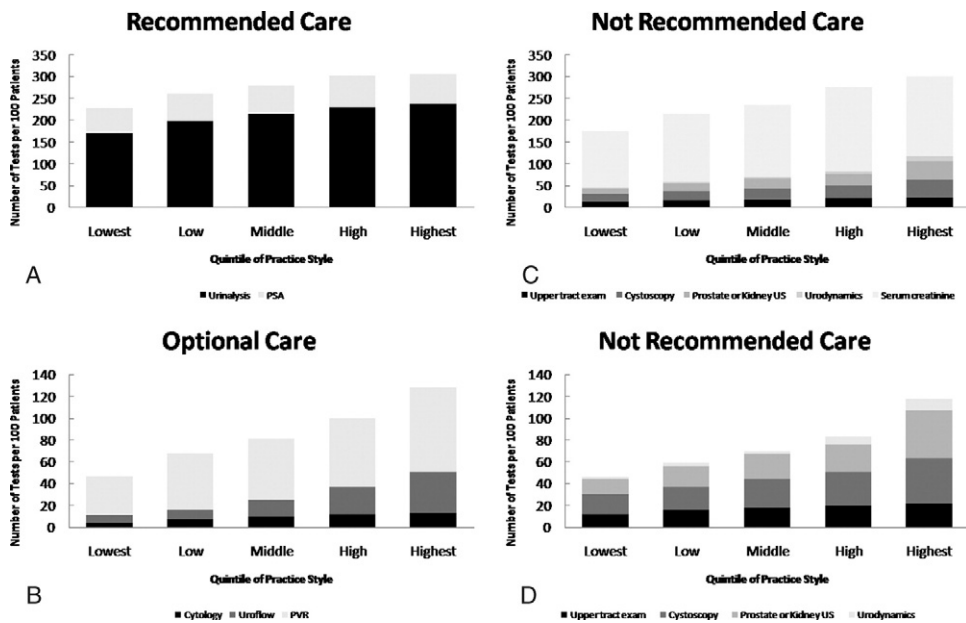 Recommended Care
Number of Tests per 100 Patients
350
300
250
200
150
100
50
0
Lowest Low Middle High Highest
Quintile of Practice Style
A
Urinalysis PSA
Not Recommended Care
Number of Tests per 100 Patients
350
300
250
200
150
100
50
0
Lowest Low Middle High Highest
Quintile of Practice Style
C
Upper tract exam Cystoscopy Prostate or Kidney US Urodynamics Serum creatinine
Optional Care
Number of Tests per 100 Patients
140
120
100
80
60
40
20
0
Lowest Low Middle High Highest
Quintile of Practice Style
B
Cytology Uroflow PVR
Not Recommended Care
Number of Tests per 100 Patients
140
120
100
80
60
40
20
0
Lowest Low Middle High Highest
Quintile of Practice Style
D
Upper tract exam Cystoscopy Prostate or Kidney US Urodynamics